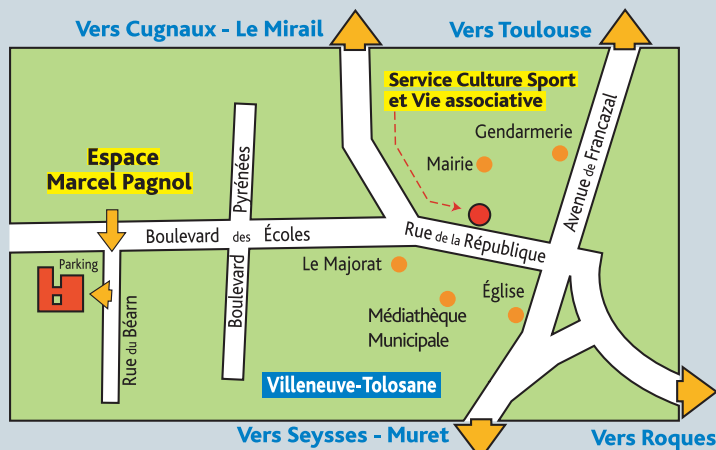 Vers Cugnaux - Le Mirail
Vers Toulouse
Service Culture Sport
et Vie associative
Gendarmerie
Mairie
Avenue de Francazal
Espace
Marcel Pagnol
Boulevard des Pyrénées
Boulevard des Écoles
Rue de la République
Parking
Le Majorat
Église
Médiathèque
Municipale
Rue du Béarn
Villeneuve-Tolosane
Vers Seysses - Muret
Vers Roques